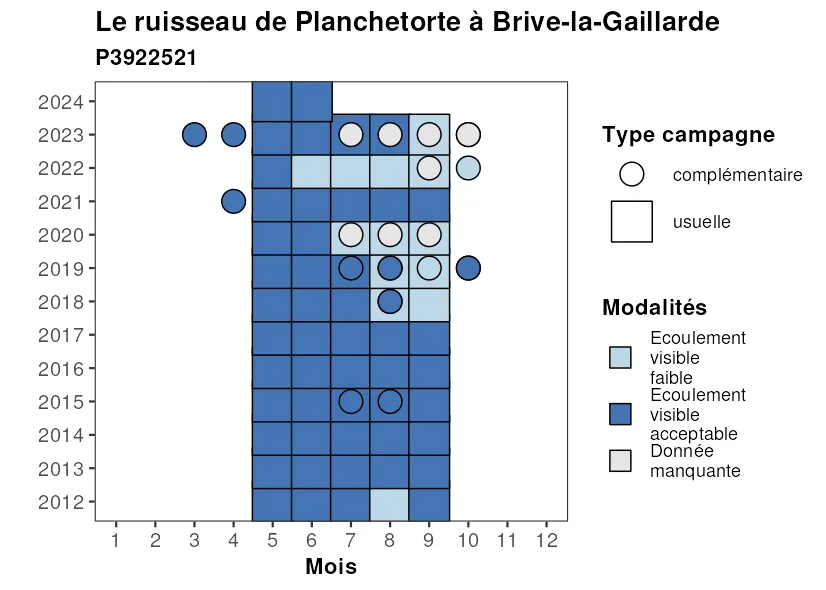 Le ruisseau de Planchetorte à Brive-la-Gaillarde
P3922521
2024
2023
2022
2021
2020
2019
2018
2017
2016
2015
2014
2013
2012
1 2 3 4 5 6 7 8 9 10 11 12
Mois
Type campagne
complémentaire
usuelle
Modalités
Ecoulement
visible
faible
Ecoulement
visible
acceptable
Donnée
manquante